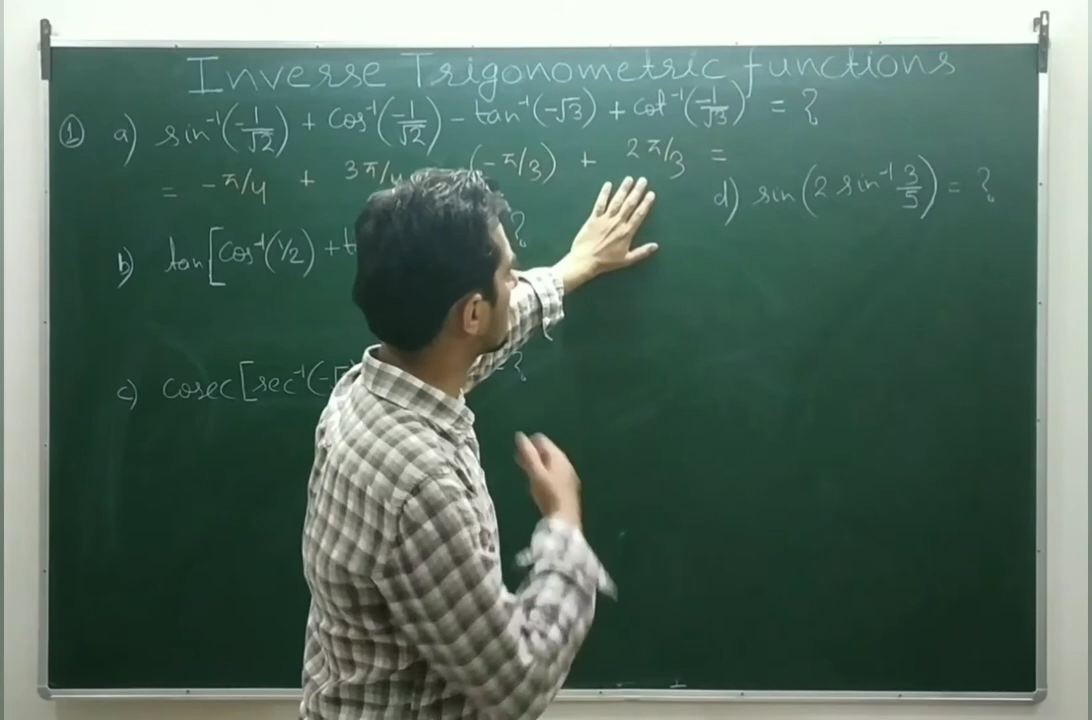 Inverse Trigonometric functions
① a) sin⁻¹(-1/√2) + cos⁻¹(-1/√2) - tan⁻¹(-√3) + cot⁻¹(-1/√3) = ?
= -π/4 + 3π/4 (-π/3) + 2π/3 =
b) tan[cos⁻¹(1/2) + ?
c) cosec[sec⁻¹(- = ?
d) sin(2 sin⁻¹ 3/5) = ?